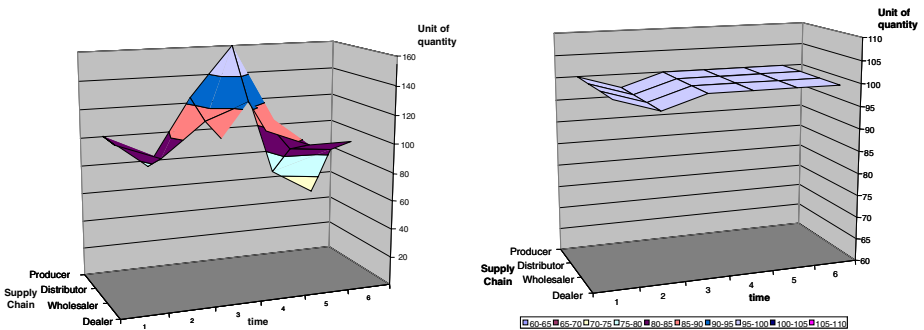 Unit of
quantity
160
140
120
100
80
60
40
20
Producer
Distributor
Wholesaler
Dealer
Supply
Chain
1
2
3
4
5
6
time
Unit of
quantity
110
105
100
95
90
85
80
75
70
65
60
Producer
Distributor
Wholesaler
Dealer
Supply
Chain
1
2
3
4
5
6
time
60-65 65-70 70-75 75-80 80-85 85-90 90-95 95-100 100-105 105-110